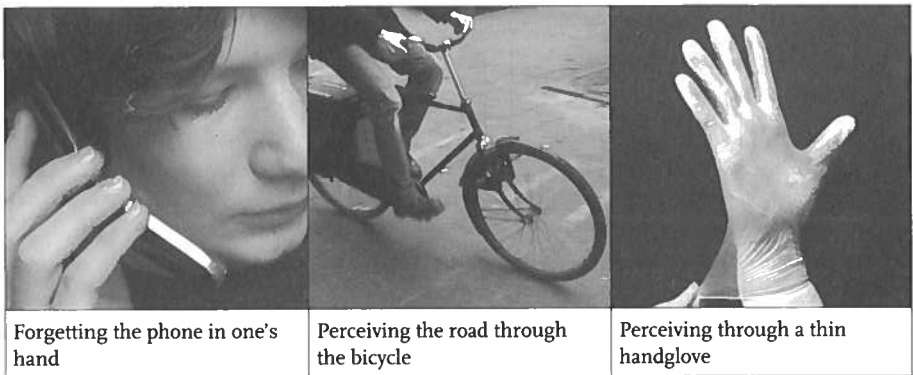 Forgetting the phone in one's
hand
Perceiving the road through
the bicycle
Perceiving through a thin
handglove